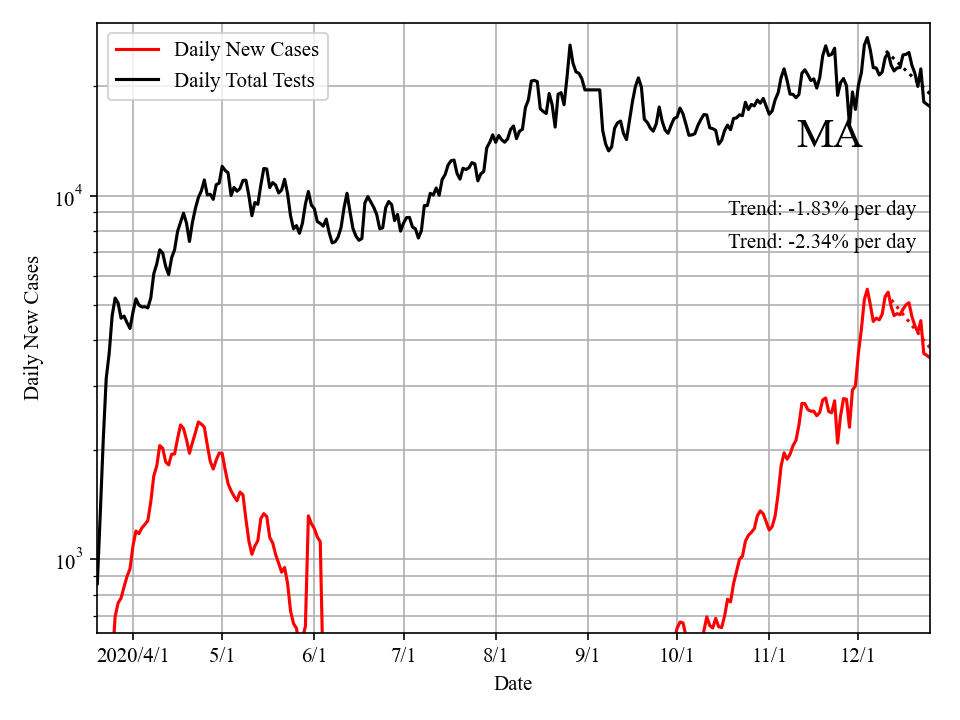 Daily New Cases
Daily Total Tests
MA
Trend: -1.83% per day
Trend: -2.34% per day
10^4
10^3
Daily New Cases
2020/4/1 5/1 6/1 7/1 8/1 9/1 10/1 11/1 12/1
Date